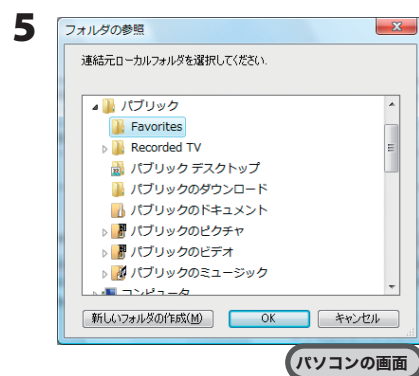 5
フォルダの参照
連結元ローカルフォルダを選択してください.
パブリック
Favorites
Recorded TV
パブリック デスクトップ
パブリックのダウンロード
パブリックのドキュメント
パブリックのピクチャ
パブリックのビデオ
パブリックのミュージック
コンピュータ
新しいフォルダの作成(M)
OK
キャンセル
パソコンの画面